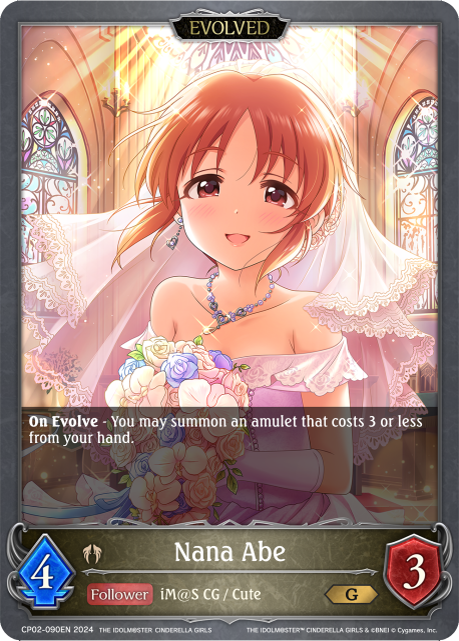 EVOLVED
On Evolve - You may summon an amulet that costs 3 or less
from your hand.
Nana Abe
4
Follower iM@S CG / Cute
G
3
CP02-090EN 2024 THE IDOLM@STER CINDERELLA GIRLS THE IDOLM@STER™ CINDERELLA GIRLS & ©BNEI © Cygames, Inc.